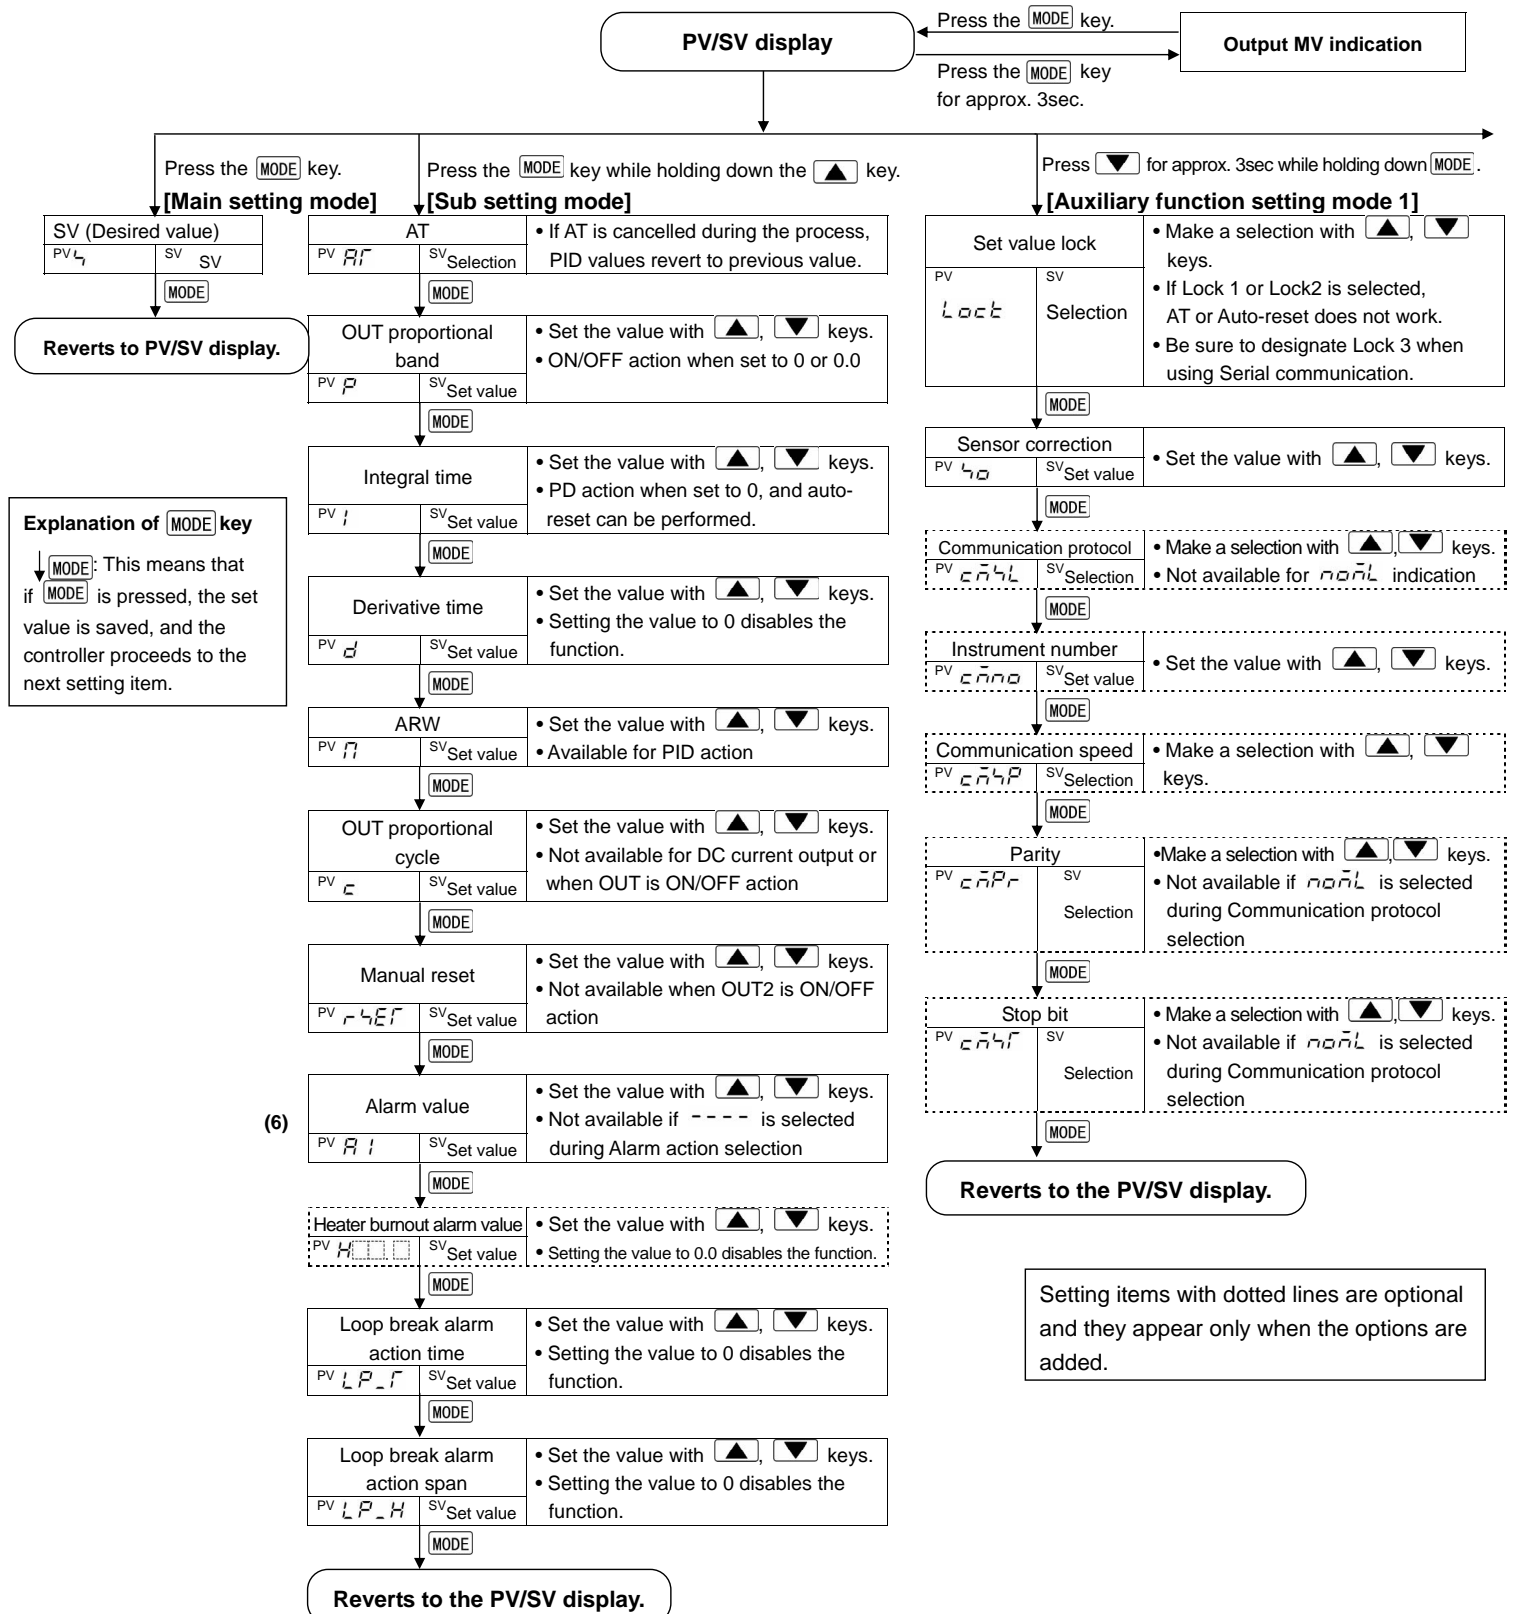 PV/SV display
Press the MODE key.
Press the MODE key
for approx. 3sec.
Output MV indication
Press the MODE key.
[Main setting mode]
SV (Desired value)
PV SV SV
MODE
Reverts to PV/SV display.
Explanation of MODE key
MODE: This means that
if MODE is pressed, the set
value is saved, and the
controller proceeds to the
next setting item.
Press the MODE key while holding down the ▲ key.
[Sub setting mode]
AT
PV AT SV Selection
• If AT is cancelled during the process,
PID values revert to previous value.
MODE
OUT proportional
band
PV P SV Set value
• Set the value with ▲, ▼ keys.
• ON/OFF action when set to 0 or 0.0
MODE
Integral time
PV I SV Set value
• Set the value with ▲, ▼ keys.
• PD action when set to 0, and auto-
reset can be performed.
MODE
Derivative time
PV d SV Set value
• Set the value with ▲, ▼ keys.
• Setting the value to 0 disables the
function.
MODE
ARW
PV SV Set value
• Set the value with ▲, ▼ keys.
• Available for PID action
MODE
OUT proportional
cycle
PV c SV Set value
• Set the value with ▲, ▼ keys.
• Not available for DC current output or
when OUT is ON/OFF action
MODE
Manual reset
PV rSET SV Set value
• Set the value with ▲, ▼ keys.
• Not available when OUT2 is ON/OFF
action
MODE
(6)
Alarm value
PV A1 SV Set value
• Set the value with ▲, ▼ keys.
• Not available if ---- is selected
during Alarm action selection
MODE
Heater burnout alarm value
PV H SV Set value
• Set the value with ▲, ▼ keys.
• Setting the value to 0.0 disables the function.
MODE
Loop break alarm
action time
PV LP_T SV Set value
• Set the value with ▲, ▼ keys.
• Setting the value to 0 disables the
function.
MODE
Loop break alarm
action span
PV LP_H SV Set value
• Set the value with ▲, ▼ keys.
• Setting the value to 0 disables the
function.
MODE
Reverts to the PV/SV display.
Press ▼ for approx. 3sec while holding down MODE.
[Auxiliary function setting mode 1]
Set value lock
PV Lock SV Selection
• Make a selection with ▲, ▼
keys.
• If Lock 1 or Lock2 is selected,
AT or Auto-reset does not work.
• Be sure to designate Lock 3 when
using Serial communication.
MODE
Sensor correction
PV So SV Set value
• Set the value with ▲, ▼ keys.
MODE
Communication protocol
PV cmSL SV Selection
• Make a selection with ▲,▼ keys.
• Not available for nomL indication
MODE
Instrument number
PV cmno SV Set value
• Set the value with ▲, ▼ keys.
MODE
Communication speed
PV cmSP SV Selection
• Make a selection with ▲, ▼
keys.
MODE
Parity
PV cmPr SV Selection
•Make a selection with ▲,▼ keys.
• Not available if nomL is selected
during Communication protocol
selection
MODE
Stop bit
PV cmST SV Selection
• Make a selection with ▲,▼ keys.
• Not available if nomL is selected
during Communication protocol
selection
MODE
Reverts to the PV/SV display.
Setting items with dotted lines are optional
and they appear only when the options are
added.